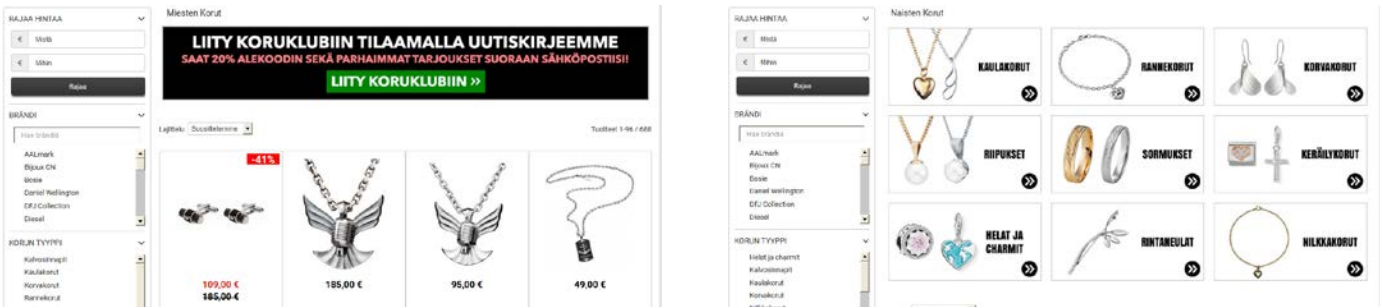 RAJAA HINTAA
€ Mistä
€ Mihin
Rajaa
BRÄNDI
Hae brändiä
AALmark
Bijoux CN
Bosie
Daniel Wellington
DFJ Collection
Diesel
KORUN TYYPPI
Kalvosinnapit
Kaulakorut
Korvakorut
Rannekorut
Miesten Korut
LIITY KORUKLUBIIN TILAAMALLA UUTISKIRJEEMME
SAAT 20% ALEKOODIN SEKÄ PARHAIMMAT TARJOUKSET SUORAAN SÄHKÖPOSTIISI!
LIITY KORUKLUBIIN »
Lajittelu Suosittelemme
Tuotteet 1-96 / 688
-41%
109,00 €
185,00 €
185,00 €
95,00 €
49,00 €
RAJAA HINTAA
€ Mistä
€ Mihin
Rajaa
BRÄNDI
Hae brändiä
AALmark
Bijoux CN
Bosie
Daniel Wellington
DFJ Collection
Diesel
KORUN TYYPPI
Helat ja charmit
Kalvosinnapit
Kaulakorut
Korvakorut
Naisten Korut
KAULAKORUT
RANNEKORUT
KORVAKORUT
RIIPUKSET
SORMUKSET
KERÄILYKORUT
HELAT JA
CHARMIT
RINTANEULAT
NILKKAKORUT